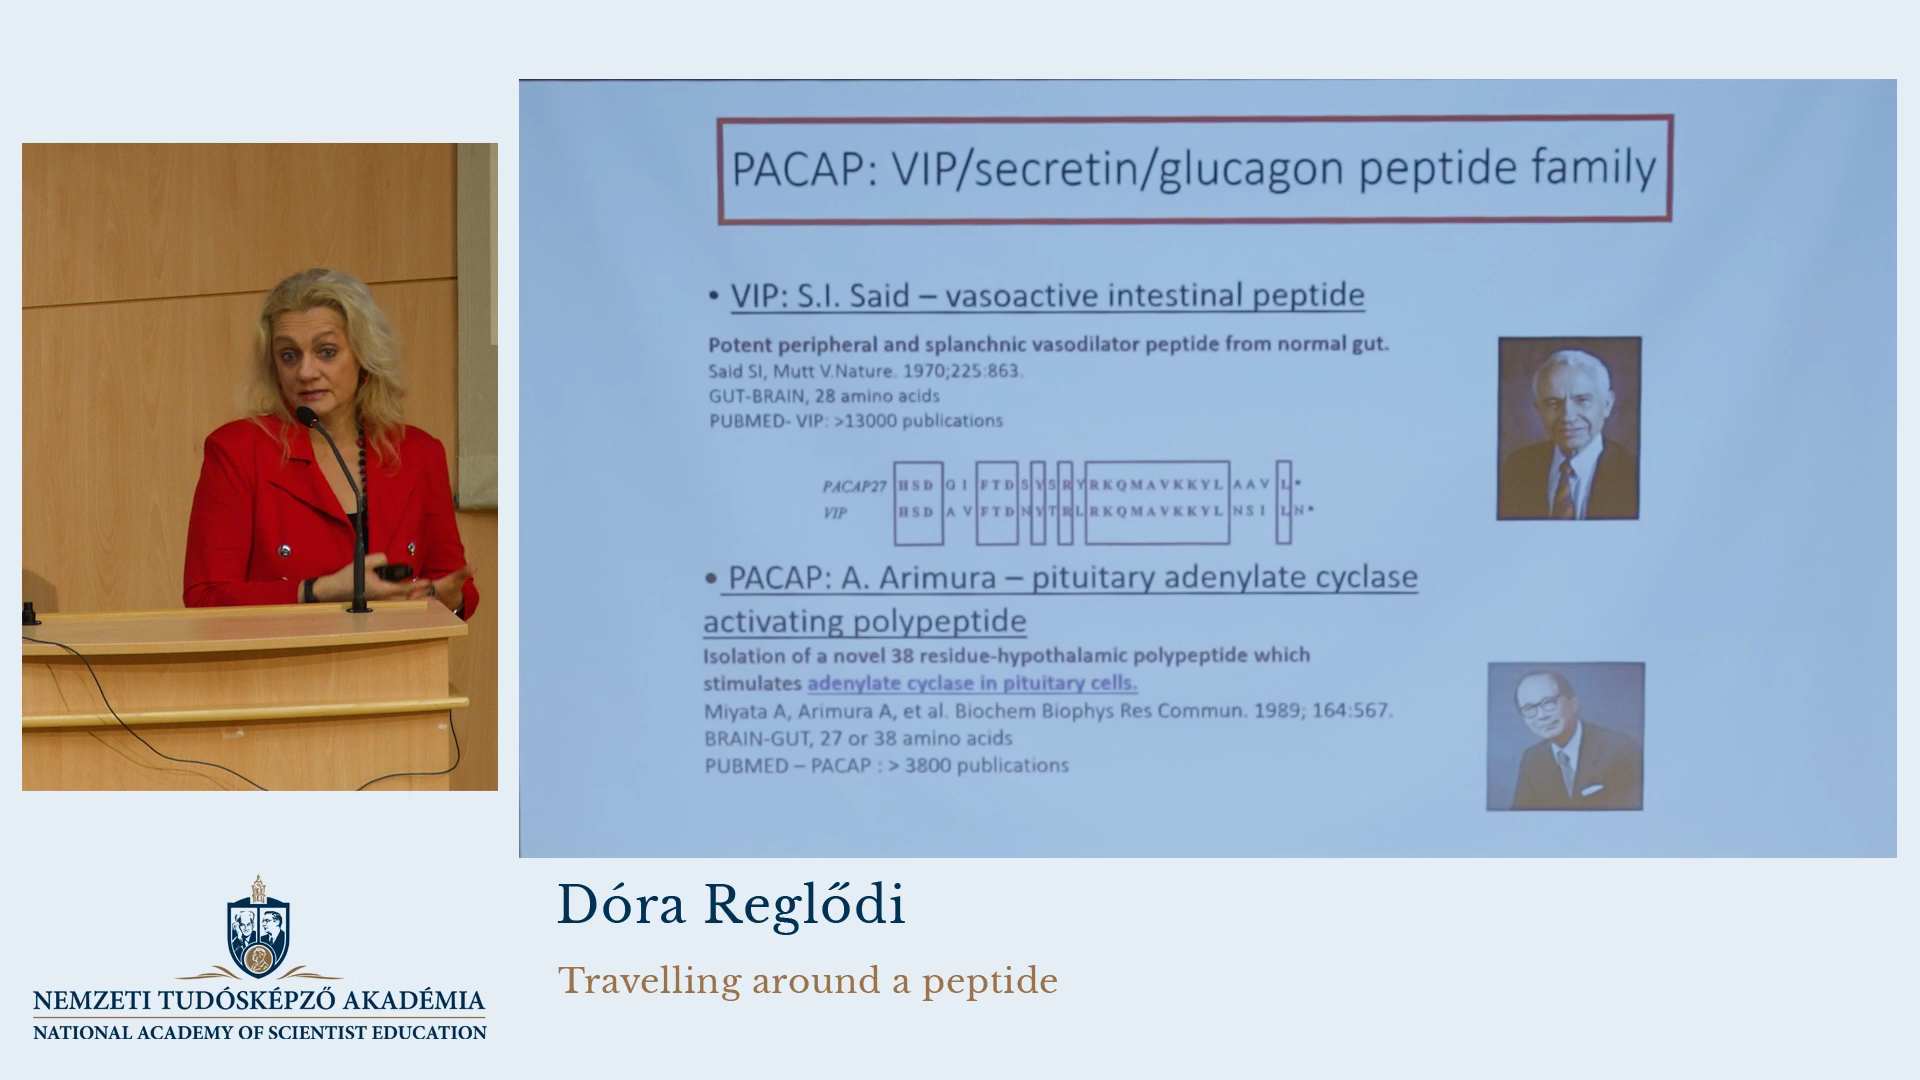 PACAP: VIP/secretin/glucagon peptide family
• VIP: S.I. Said – vasoactive intestinal peptide
Potent peripheral and splanchnic vasodilator peptide from normal gut.
Said SI, Mutt V.Nature. 1970;225:863.
GUT-BRAIN, 28 amino acids
PUBMED- VIP: >13000 publications
PACAP27 HSD GI FTD S Y S R Y RKQMAVKKYL AAV L*
VIP HSD AV FTD N Y T R L RKQMAVKKYL NSI L N*
• PACAP: A. Arimura – pituitary adenylate cyclase
activating polypeptide
Isolation of a novel 38 residue-hypothalamic polypeptide which
stimulates adenylate cyclase in pituitary cells.
Miyata A, Arimura A, et al. Biochem Biophys Res Commun. 1989; 164:567.
BRAIN-GUT, 27 or 38 amino acids
PUBMED – PACAP : > 3800 publications
Dóra Reglődi
Travelling around a peptide
NEMZETI TUDÓSKÉPZŐ AKADÉMIA
NATIONAL ACADEMY OF SCIENTIST EDUCATION